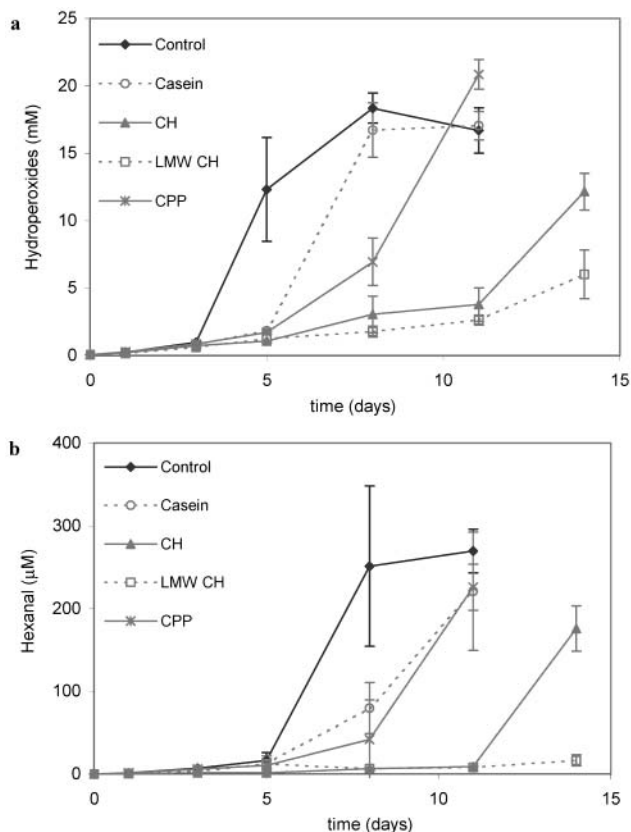 a
25
20
15
10
5
0
Hydroperoxides (mM)
Control
Casein
CH
LMW CH
CPP
0 5 10 15
time (days)
b
400
300
200
100
0
Hexanal (μM)
Control
Casein
CH
LMW CH
CPP
0 5 10 15
time (days)